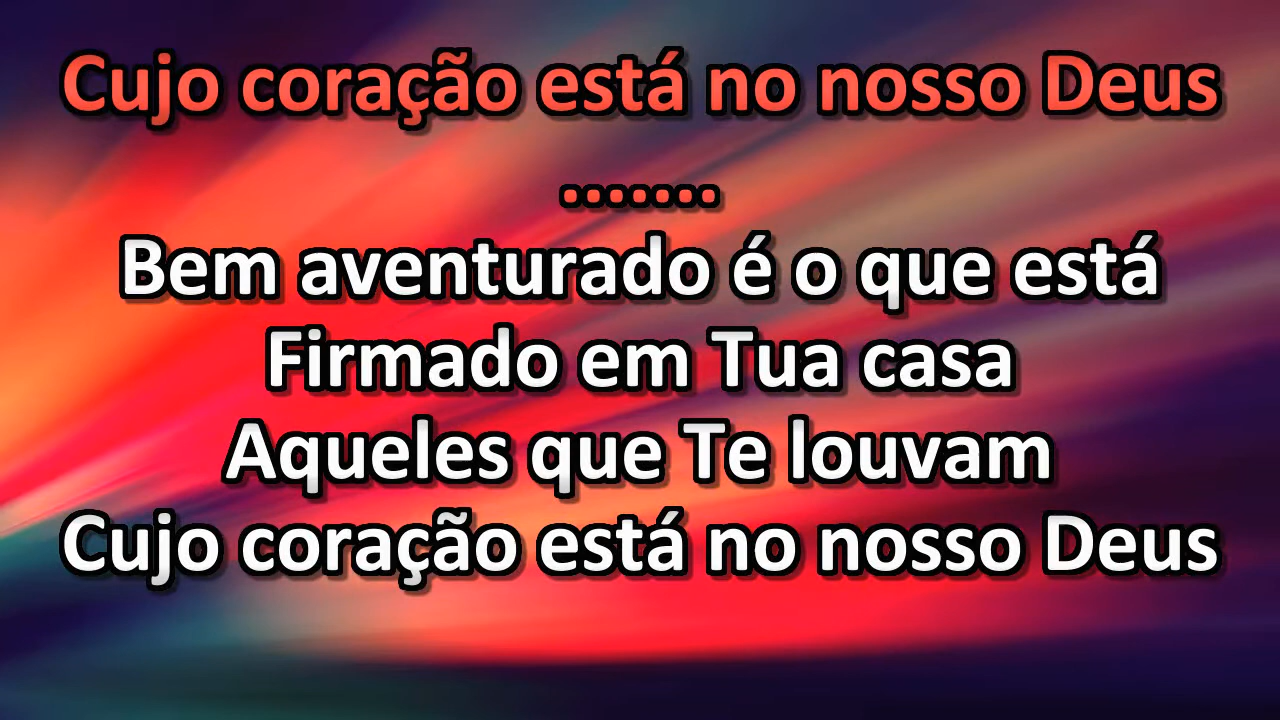 Cujo coração está no nosso Deus
.......
Bem aventurado é o que está
Firmado em Tua casa
Aqueles que Te louvam
Cujo coração está no nosso Deus